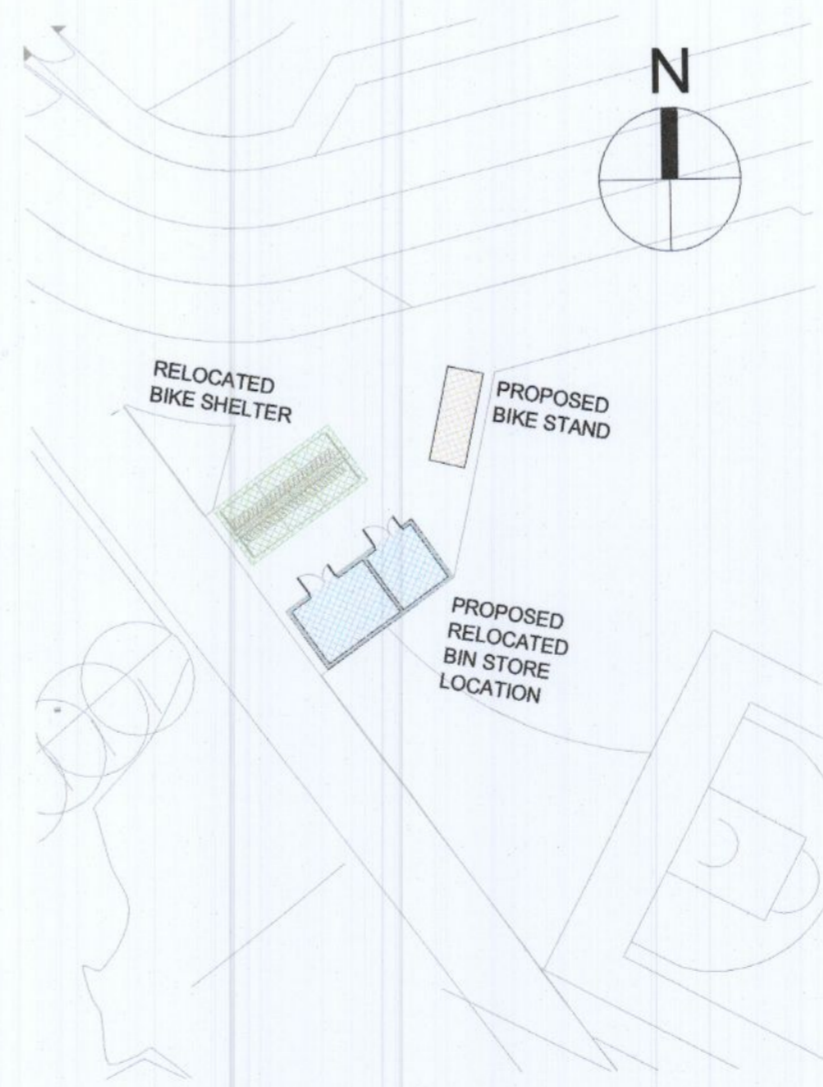 N
RELOCATED
BIKE SHELTER
PROPOSED
BIKE STAND
PROPOSED
RELOCATED
BIN STORE
LOCATION